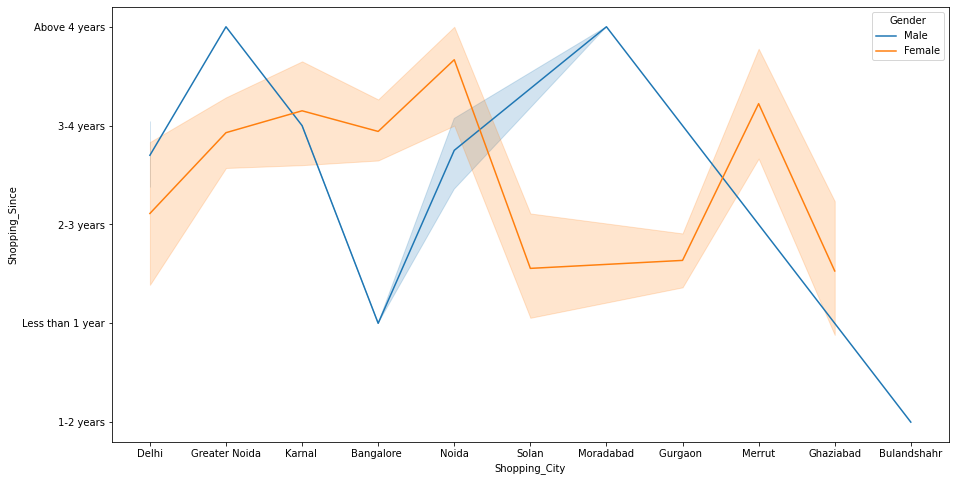 Gender
Male
Female
Above 4 years
3-4 years
2-3 years
Less than 1 year
1-2 years
Shopping_Since
Delhi Greater Noida Karnal Bangalore Noida Solan Moradabad Gurgaon Merrut Ghaziabad Bulandshahr
Shopping_City